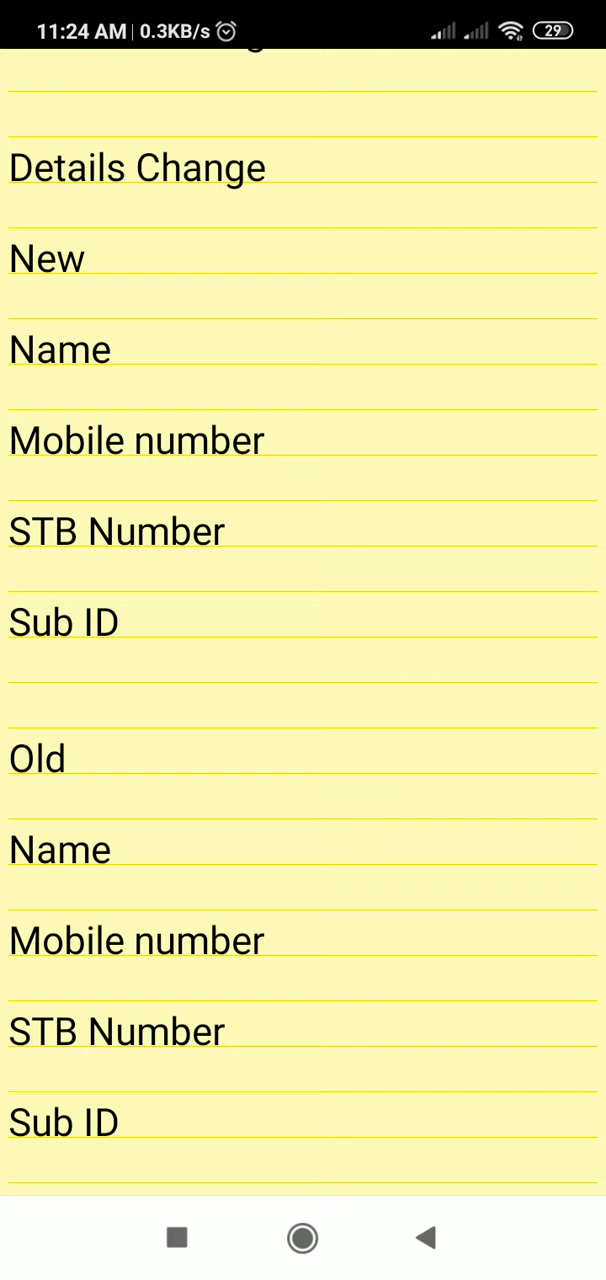 11:24 AM | 0.3KB/s 29
Details Change
New
Name
Mobile number
STB Number
Sub ID
Old
Name
Mobile number
STB Number
Sub ID